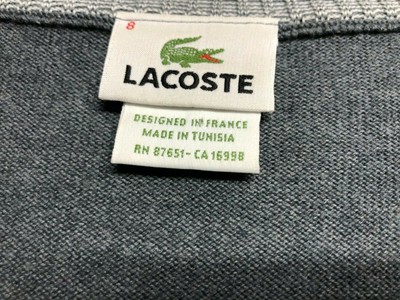 8
LACOSTE
DESIGNED IN FRANCE
MADE IN TUNISIA
RN 87651-CA 16998